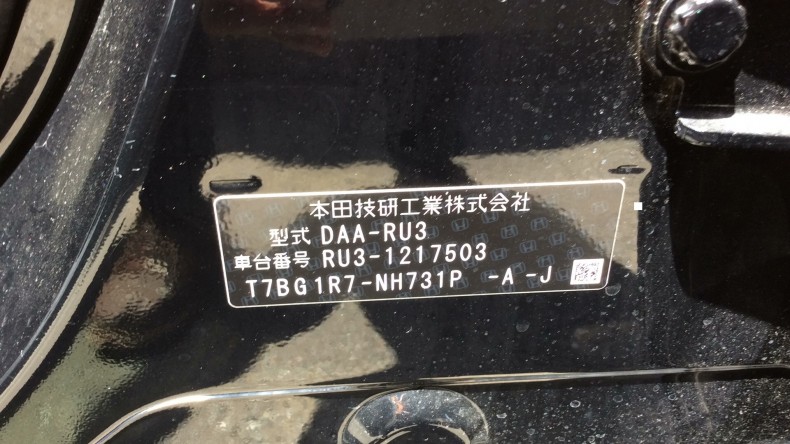 本田技研工業株式会社
型式 DAA-RU3
車台番号 RU3-1217503
T7BG1R7-NH731P -A-J